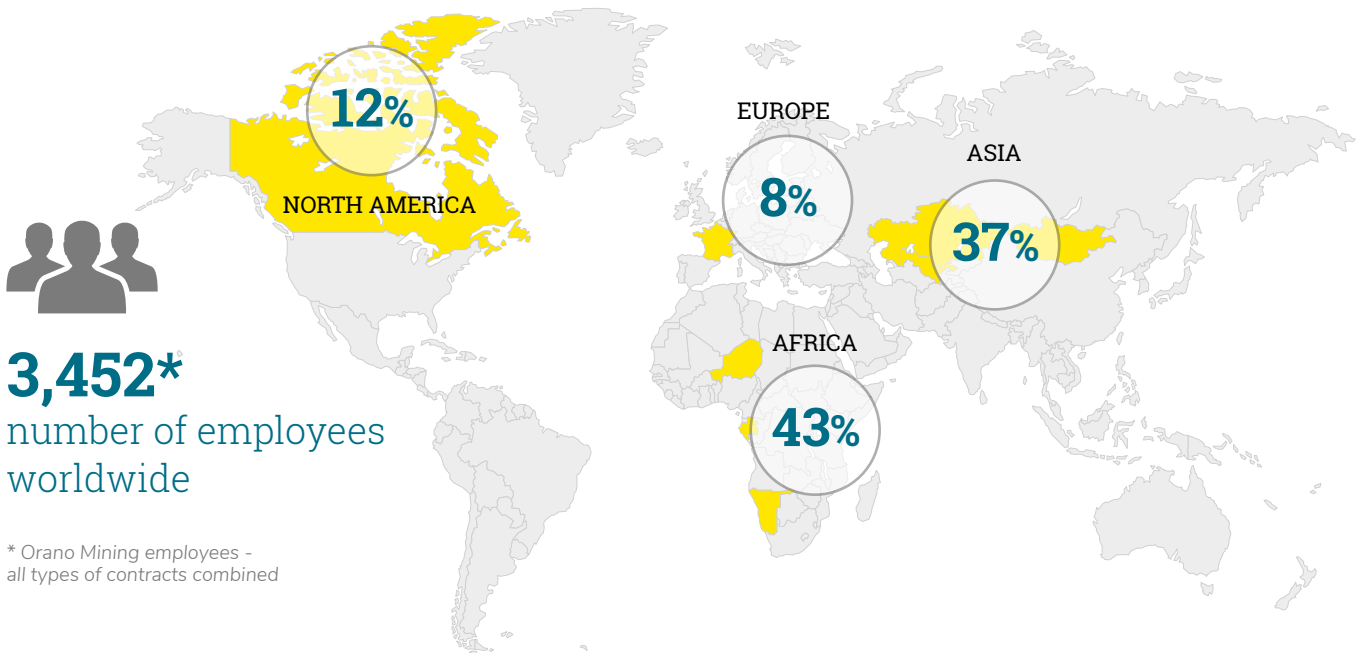 12%
NORTH AMERICA
EUROPE
8%
ASIA
37%
AFRICA
43%
3,452*
number of employees
worldwide
* Orano Mining employees -
all types of contracts combined